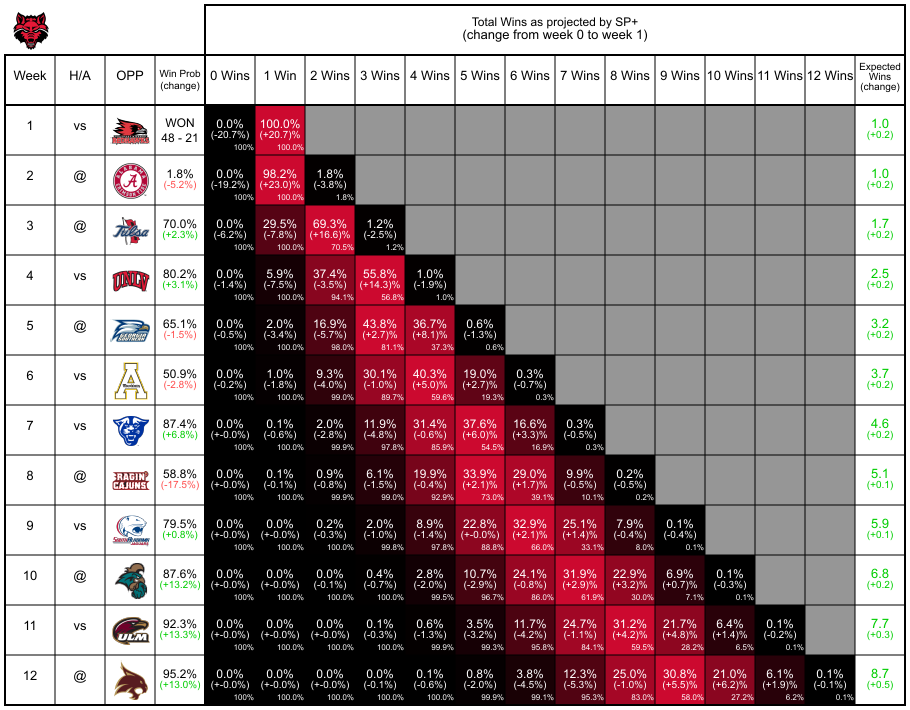 Total Wins as projected by SP+
(change from week 0 to week 1)
Week H/A OPP Win Prob (change) 0 Wins 1 Win 2 Wins 3 Wins 4 Wins 5 Wins 6 Wins 7 Wins 8 Wins 9 Wins 10 Wins 11 Wins 12 Wins Expected Wins (change)
1 vs WON 0.0% 100.0% 1.0
48 - 21 (-20.7%) (+20.7)% (+0.2)
100% 100.0%
2 @ ALABAMA A CRIMSON TIDE 1.8% 0.0% 98.2% 1.8% 1.0
(-5.2%) (-19.2%) (+23.0)% (-3.8%) (+0.2)
100% 100.0% 1.8%
3 @ Tulsa 70.0% 0.0% 29.5% 69.3% 1.2% 1.7
(+2.3%) (-6.2%) (-7.8%) (+16.6)% (-2.5%) (+0.2)
100% 100.0% 70.5% 1.2%
4 vs UNLV 80.2% 0.0% 5.9% 37.4% 55.8% 1.0% 2.5
(+3.1%) (-1.4%) (-7.5%) (-3.5%) (+14.3)% (-1.9%) (+0.2)
100% 100.0% 94.1% 56.8% 1.0%
5 @ GEORGIA SOUTHERN 65.1% 0.0% 2.0% 16.9% 43.8% 36.7% 0.6% 3.2
(-1.5%) (-0.5%) (-3.4%) (-5.7%) (+2.7)% (+8.1)% (-1.3%) (+0.2)
100% 100.0% 98.0% 81.1% 37.3% 0.6%
6 vs A 50.9% 0.0% 1.0% 9.3% 30.1% 40.3% 19.0% 0.3% 3.7
(-2.8%) (-0.2%) (-1.8%) (-4.0%) (-1.0%) (+5.0)% (+2.7)% (-0.7%) (+0.2)
100% 100.0% 99.0% 89.7% 59.6% 19.3% 0.3%
7 vs 87.4% 0.0% 0.1% 2.0% 11.9% 31.4% 37.6% 16.6% 0.3% 4.6
(+6.8%) (+-0.0%) (-0.6%) (-2.8%) (-4.8%) (-0.6%) (+6.0)% (+3.3)% (-0.5%) (+0.2)
100% 100.0% 99.9% 97.8% 85.9% 54.5% 16.9% 0.3%
8 @ RAGIN' CAJUNS 58.8% 0.0% 0.1% 0.9% 6.1% 19.9% 33.9% 29.0% 9.9% 0.2% 5.1
(-17.5%) (+-0.0%) (-0.1%) (-0.8%) (-1.5%) (-0.4%) (+2.1)% (+1.7)% (-0.5%) (-0.5%) (+0.1)
100% 100.0% 99.9% 99.0% 92.9% 73.0% 39.1% 10.1% 0.2%
9 vs SOUTH ALABAMA 79.5% 0.0% 0.0% 0.2% 2.0% 8.9% 22.8% 32.9% 25.1% 7.9% 0.1% 5.9
(+0.8%) (+-0.0%) (+-0.0%) (-0.3%) (-1.0%) (-1.4%) (+-0.0%) (+2.1)% (+1.4)% (-0.4%) (-0.4%) (+0.1)
100% 100.0% 100.0% 99.8% 97.8% 88.8% 66.0% 33.1% 8.0% 0.1%
10 @ 87.6% 0.0% 0.0% 0.1% 0.4% 2.8% 10.7% 24.1% 31.9% 22.9% 6.9% 0.1% 6.8
(+13.2%) (+-0.0%) (+-0.0%) (-0.1%) (-0.7%) (-2.0%) (-2.9%) (-0.8%) (+2.9)% (+3.2)% (+0.7)% (-0.3%) (+0.2)
100% 100.0% 100.0% 100.0% 99.5% 96.7% 86.0% 61.9% 30.0% 7.1% 0.1%
11 vs ULM 92.3% 0.0% 0.0% 0.0% 0.1% 0.6% 3.5% 11.7% 24.7% 31.2% 21.7% 6.4% 0.1% 7.7
(+13.3%) (+-0.0%) (+-0.0%) (+-0.0%) (-0.3%) (-1.3%) (-3.2%) (-4.2%) (-1.1%) (+4.2)% (+4.8)% (+1.4)% (-0.2%) (+0.3)
100% 100.0% 100.0% 100.0% 99.9% 99.3% 95.8% 84.1% 59.5% 28.2% 6.5% 0.1%
12 @ 95.2% 0.0% 0.0% 0.0% 0.0% 0.1% 0.8% 3.8% 12.3% 25.0% 30.8% 21.0% 6.1% 0.1% 8.7
(+13.0%) (+-0.0%) (+-0.0%) (+-0.0%) (-0.1%) (-0.6%) (-2.0%) (-4.5%) (-5.3%) (-1.0%) (+5.5)% (+6.2)% (+1.9)% (-0.1%) (+0.5)
100% 100.0% 100.0% 100.0% 100.0% 99.9% 99.1% 95.3% 83.0% 58.0% 27.2% 6.2% 0.1%